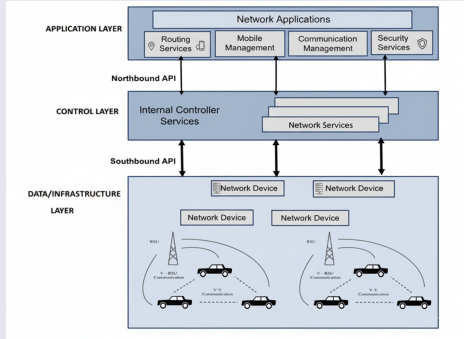 Network Applications
APPLICATION LAYER
Routing
Services
Mobile
Management
Communication
Management
Security
Services
Northbound API
CONTROL LAYER
Internal Controller
Services
Network Services
Southbound API
DATA/INFRASTRUCTURE
LAYER
Network Device
Network Device
Network Device
Network Device
RSU
RSU
V - RSU
Communication
V - RSU
Communication
V-V
Communication
V-V
Communication